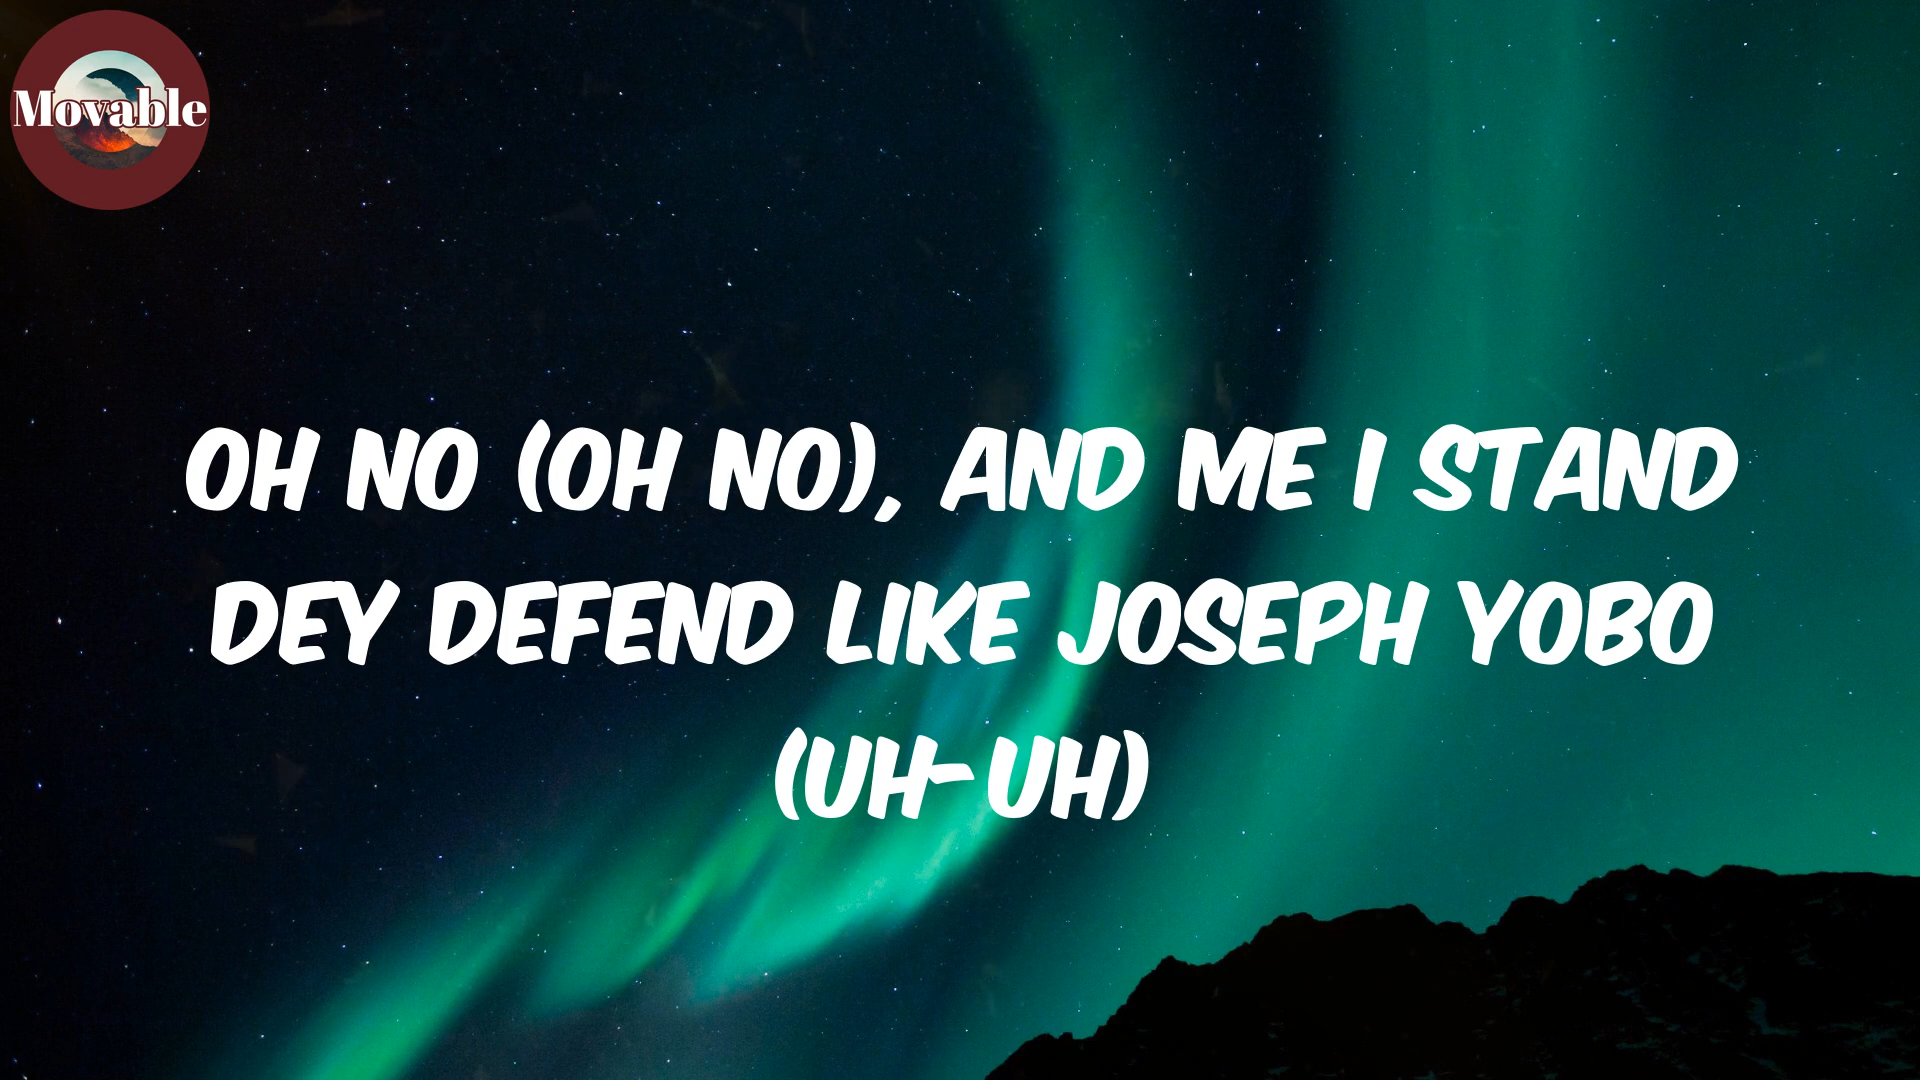 Movable
OH NO (OH NO), AND ME I STAND
DEY DEFEND LIKE JOSEPH YOBO
(UH-UH)